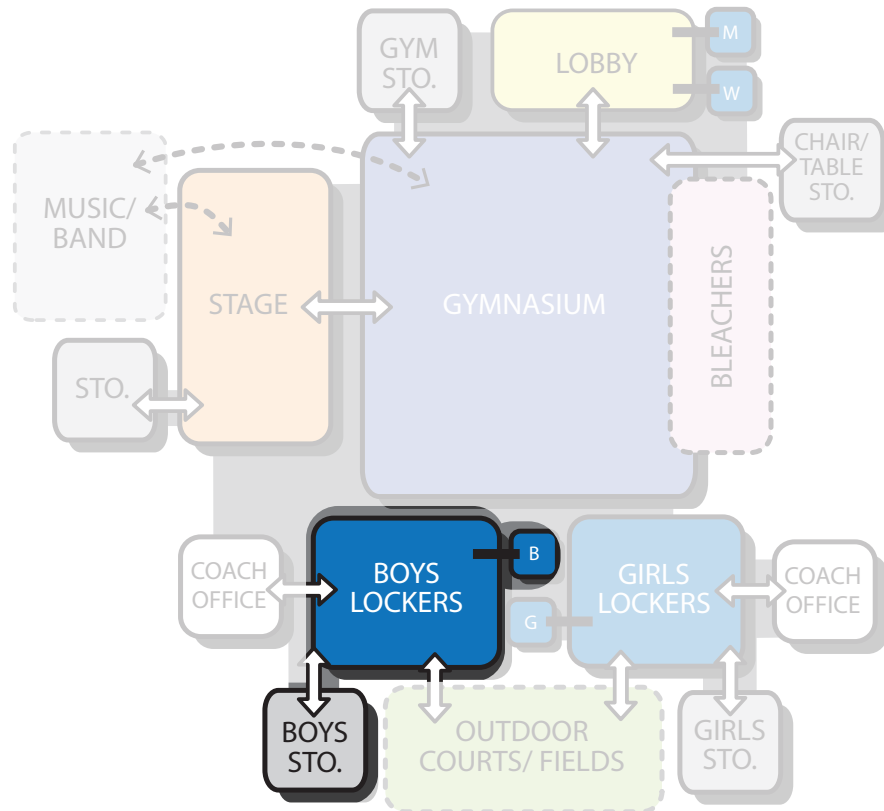 GYM
STO.
LOBBY
M
W
CHAIR/
TABLE
STO.
MUSIC/
BAND
STAGE
GYMNASIUM
BLEACHERS
STO.
COACH
OFFICE
BOYS
LOCKERS
B
GIRLS
LOCKERS
G
COACH
OFFICE
BOYS
STO.
OUTDOOR
COURTS/ FIELDS
GIRLS
STO.